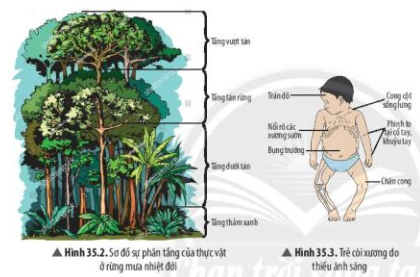 Tầng vượt tán
Tầng tán rừng
Tầng dưới tán
Tầng thảm xanh
▲ Hình 35.2. Sơ đồ sự phân tầng của thực vật
ở rừng mưa nhiệt đới
Trán dô
Nổi rõ các
xương sườn
Bụng trướng
Cong cột
sống lưng
Phình to
tại cổ tay,
khuỷu tay
Chân cong
▲ Hình 35.3. Trẻ còi xương do
thiếu ánh sáng